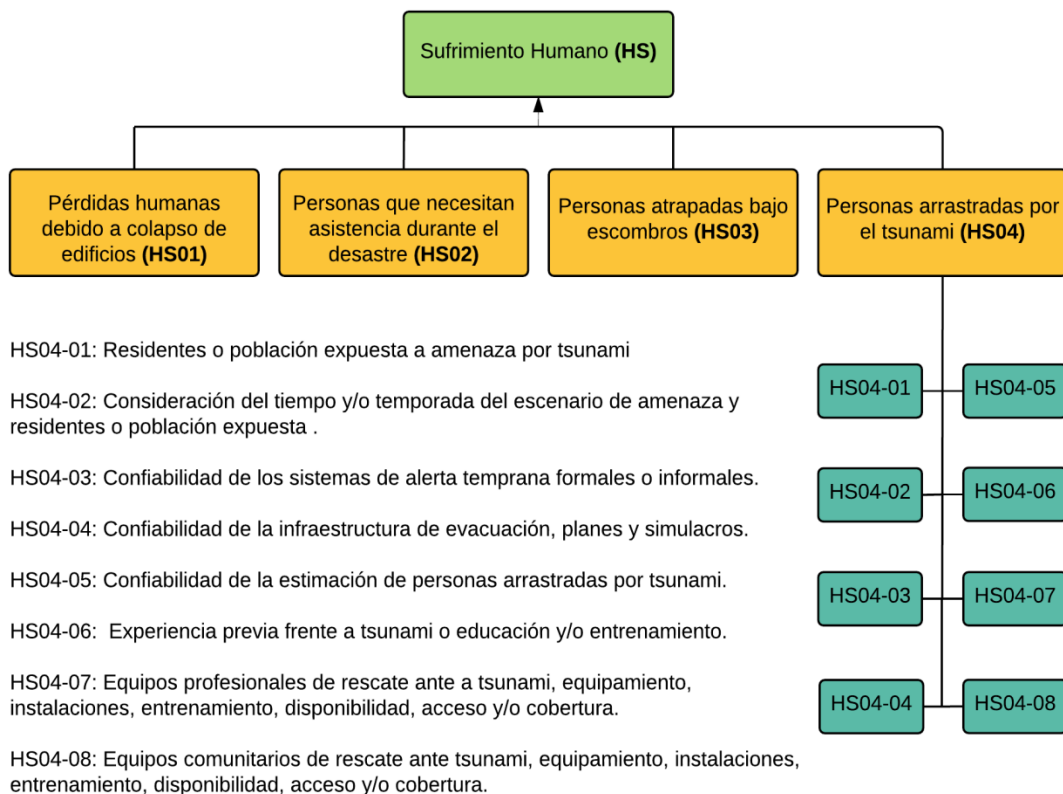 Sufrimiento Humano (HS)
Pérdidas humanas
debido a colapso de
edificios (HS01)
Personas que necesitan
asistencia durante el
desastre (HS02)
Personas atrapadas bajo
escombros (HS03)
Personas arrastradas por
el tsunami (HS04)
HS04-01: Residentes o población expuesta a amenaza por tsunami
HS04-02: Consideración del tiempo y/o temporada del escenario de amenaza y
residentes o población expuesta .
HS04-03: Confiabilidad de los sistemas de alerta temprana formales o informales.
HS04-04: Confiabilidad de la infraestructura de evacuación, planes y simulacros.
HS04-05: Confiabilidad de la estimación de personas arrastradas por tsunami.
HS04-06:  Experiencia previa frente a tsunami o educación y/o entrenamiento.
HS04-07: Equipos profesionales de rescate ante a tsunami, equipamiento,
instalaciones, entrenamiento, disponibilidad, acceso y/o cobertura.
HS04-08: Equipos comunitarios de rescate ante tsunami, equipamiento, instalaciones,
entrenamiento, disponibilidad, acceso y/o cobertura.
HS04-01
HS04-05
HS04-02
HS04-06
HS04-03
HS04-07
HS04-04
HS04-08